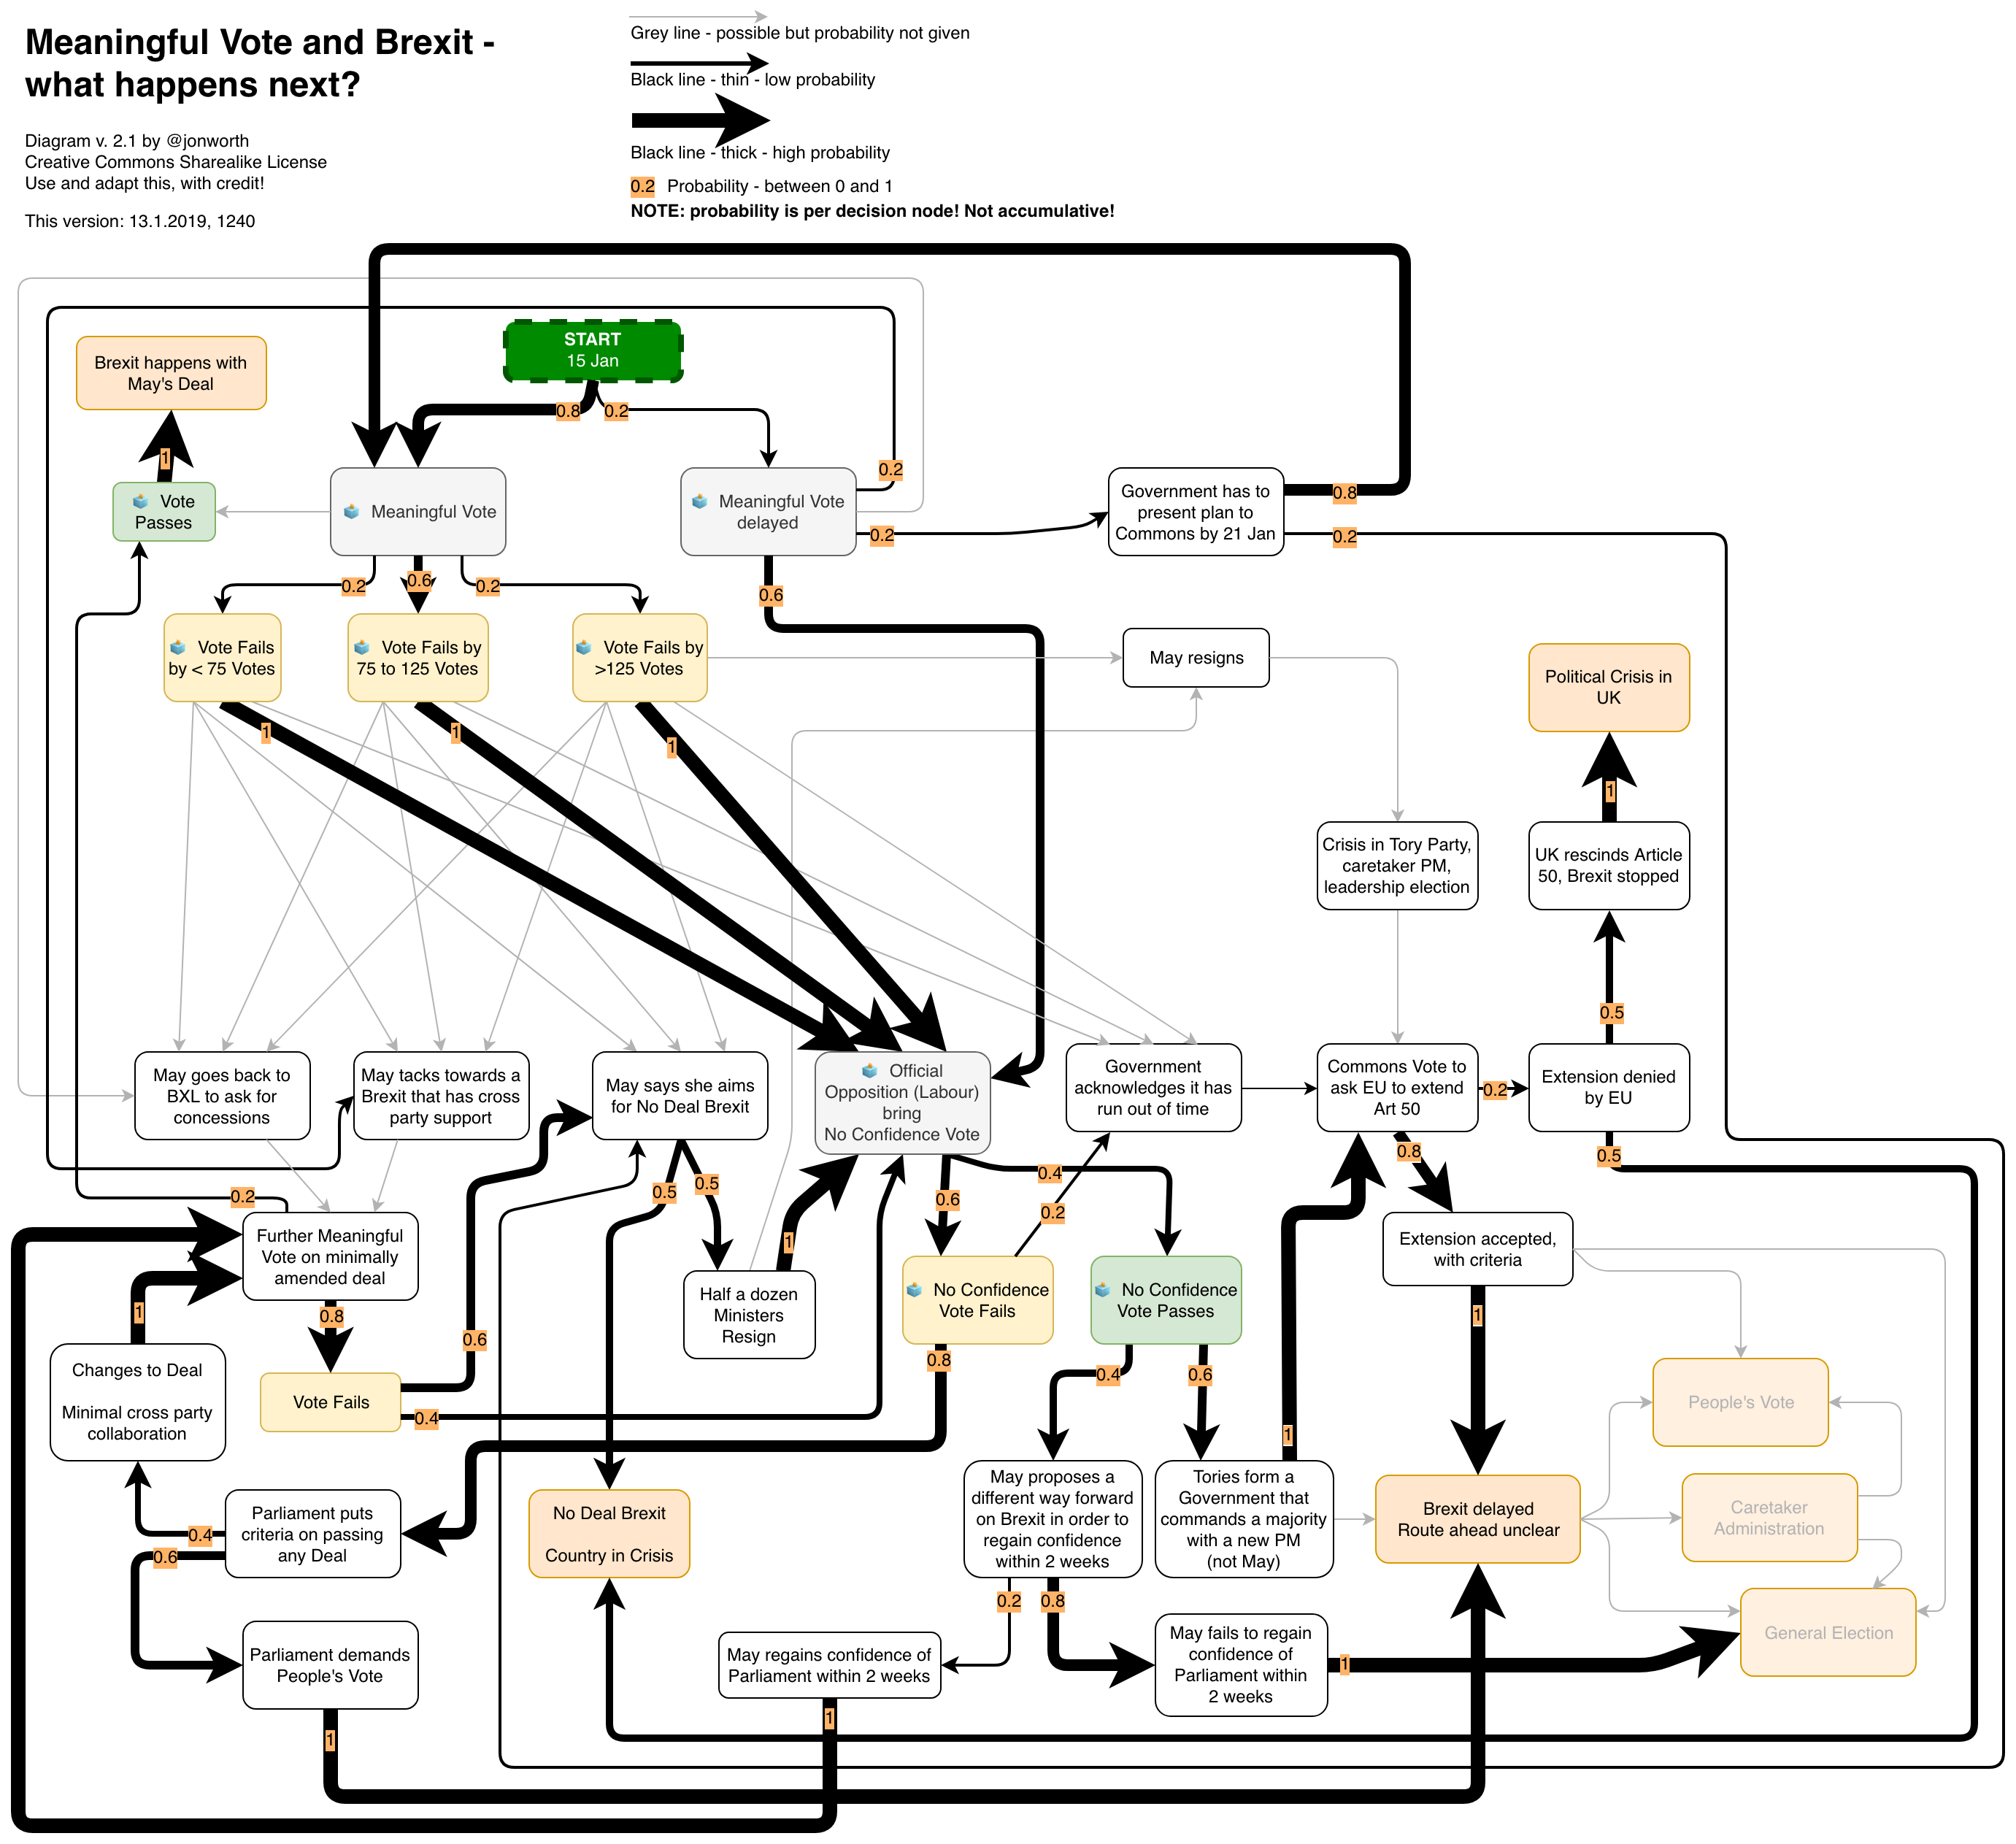 Meaningful Vote and Brexit -
what happens next?
Diagram v. 2.1 by @jonworth
Creative Commons Sharealike License
Use and adapt this, with credit!
This version: 13.1.2019, 1240
Grey line - possible but probability not given
Black line - thin - low probability
Black line - thick - high probability
0.2 Probability - between 0 and 1
NOTE: probability is per decision node! Not accumulative!
START
15 Jan
Brexit happens with
May's Deal
0.8
0.2
1
0.2
Vote
Passes
Meaningful Vote
Meaningful Vote
delayed
0.2
Government has to
present plan to
Commons by 21 Jan
0.8
0.2
0.2
0.6
0.2
0.6
Vote Fails
by < 75 Votes
Vote Fails by
75 to 125 Votes
Vote Fails by
>125 Votes
May resigns
Political Crisis in
UK
1
1
1
1
Crisis in Tory Party,
caretaker PM,
leadership election
UK rescinds Article
50, Brexit stopped
0.5
May goes back to
BXL to ask for
concessions
May tacks towards a
Brexit that has cross
party support
May says she aims
for No Deal Brexit
Official
Opposition (Labour)
bring
No Confidence Vote
Government
acknowledges it has
run out of time
Commons Vote to
ask EU to extend
Art 50
0.2
Extension denied
by EU
0.8
0.5
0.2
0.5
0.5
0.6
0.4
0.2
Further Meaningful
Vote on minimally
amended deal
1
Half a dozen
Ministers
Resign
No Confidence
Vote Fails
No Confidence
Vote Passes
Extension accepted,
with criteria
1
0.8
0.6
1
Changes to Deal
Minimal cross party
collaboration
Vote Fails
0.4
0.8
0.4
0.6
1
People's Vote
Parliament puts
criteria on passing
any Deal
0.4
0.6
No Deal Brexit
Country in Crisis
May proposes a
different way forward
on Brexit in order to
regain confidence
within 2 weeks
Tories form a
Government that
commands a majority
with a new PM
(not May)
Brexit delayed
Route ahead unclear
Caretaker
Administration
0.2
0.8
Parliament demands
People's Vote
May regains confidence of
Parliament within 2 weeks
May fails to regain
confidence of
Parliament within
2 weeks
1
General Election
1
1